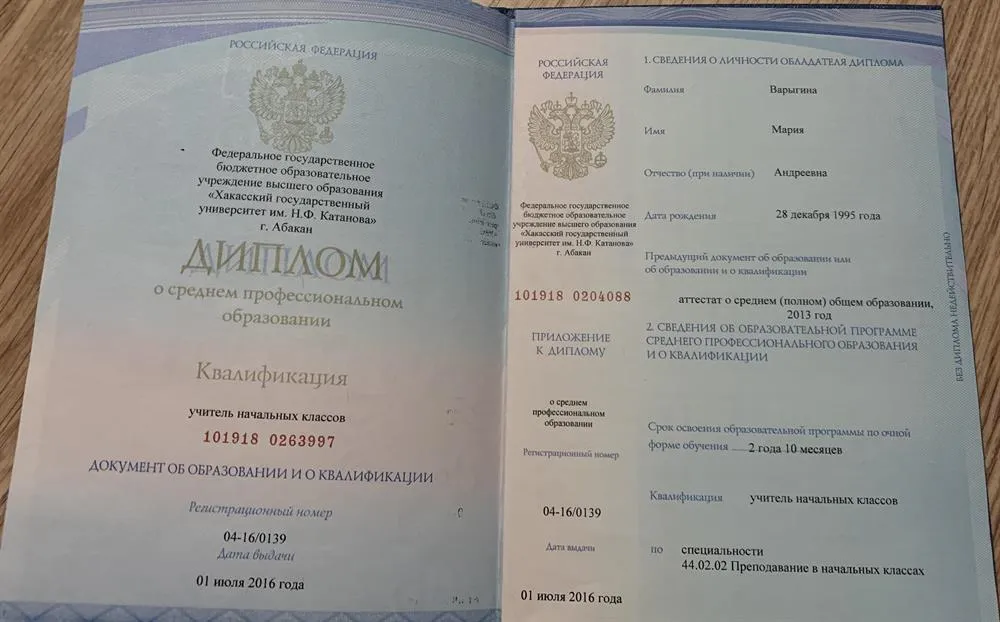 РОССИЙСКАЯ ФЕДЕРАЦИЯ
Федеральное государственное
бюджетное образовательное
учреждение высшего образования
«Хакасский государственный
университет им. Н.Ф. Катанова»
г. Абакан
ДИПЛОМ
о среднем профессиональном
образовании
Квалификация
учитель начальных классов
101918 0263997
ДОКУМЕНТ ОБ ОБРАЗОВАНИИ И О КВАЛИФИКАЦИИ
Регистрационный номер
04-16/0139
Дата выдачи
01 июля 2016 года
РОССИЙСКАЯ
ФЕДЕРАЦИЯ
Федеральное государственное
бюджетное образовательное
учреждение высшего образования
«Хакасский государственный
университет им. Н.Ф. Катанова»
г. Абакан
101918 0204088
ПРИЛОЖЕНИЕ
К ДИПЛОМУ
о среднем
профессиональном
образовании
Регистрационный номер
04-16/0139
Дата выдачи
01 июля 2016 года
1. СВЕДЕНИЯ О ЛИЧНОСТИ ОБЛАДАТЕЛЯ ДИПЛОМА
Фамилия Варыгина
Имя Мария
Отчество (при наличии) Андреевна
Дата рождения 28 декабря 1995 года
Предыдущий документ об образовании или
об образовании и о квалификации
аттестат о среднем (полном) общем образовании,
2013 год
2. СВЕДЕНИЯ ОБ ОБРАЗОВАТЕЛЬНОЙ ПРОГРАММЕ
СРЕДНЕГО ПРОФЕССИОНАЛЬНОГО ОБРАЗОВАНИЯ
И О КВАЛИФИКАЦИИ
Срок освоения образовательной программы по очной
форме обучения 2 года 10 месяцев
Квалификация учитель начальных классов
по специальности
44.02.02 Преподавание в начальных классах
БЕЗ ДИПЛОМА НЕДЕЙСТВИТЕЛЬНО